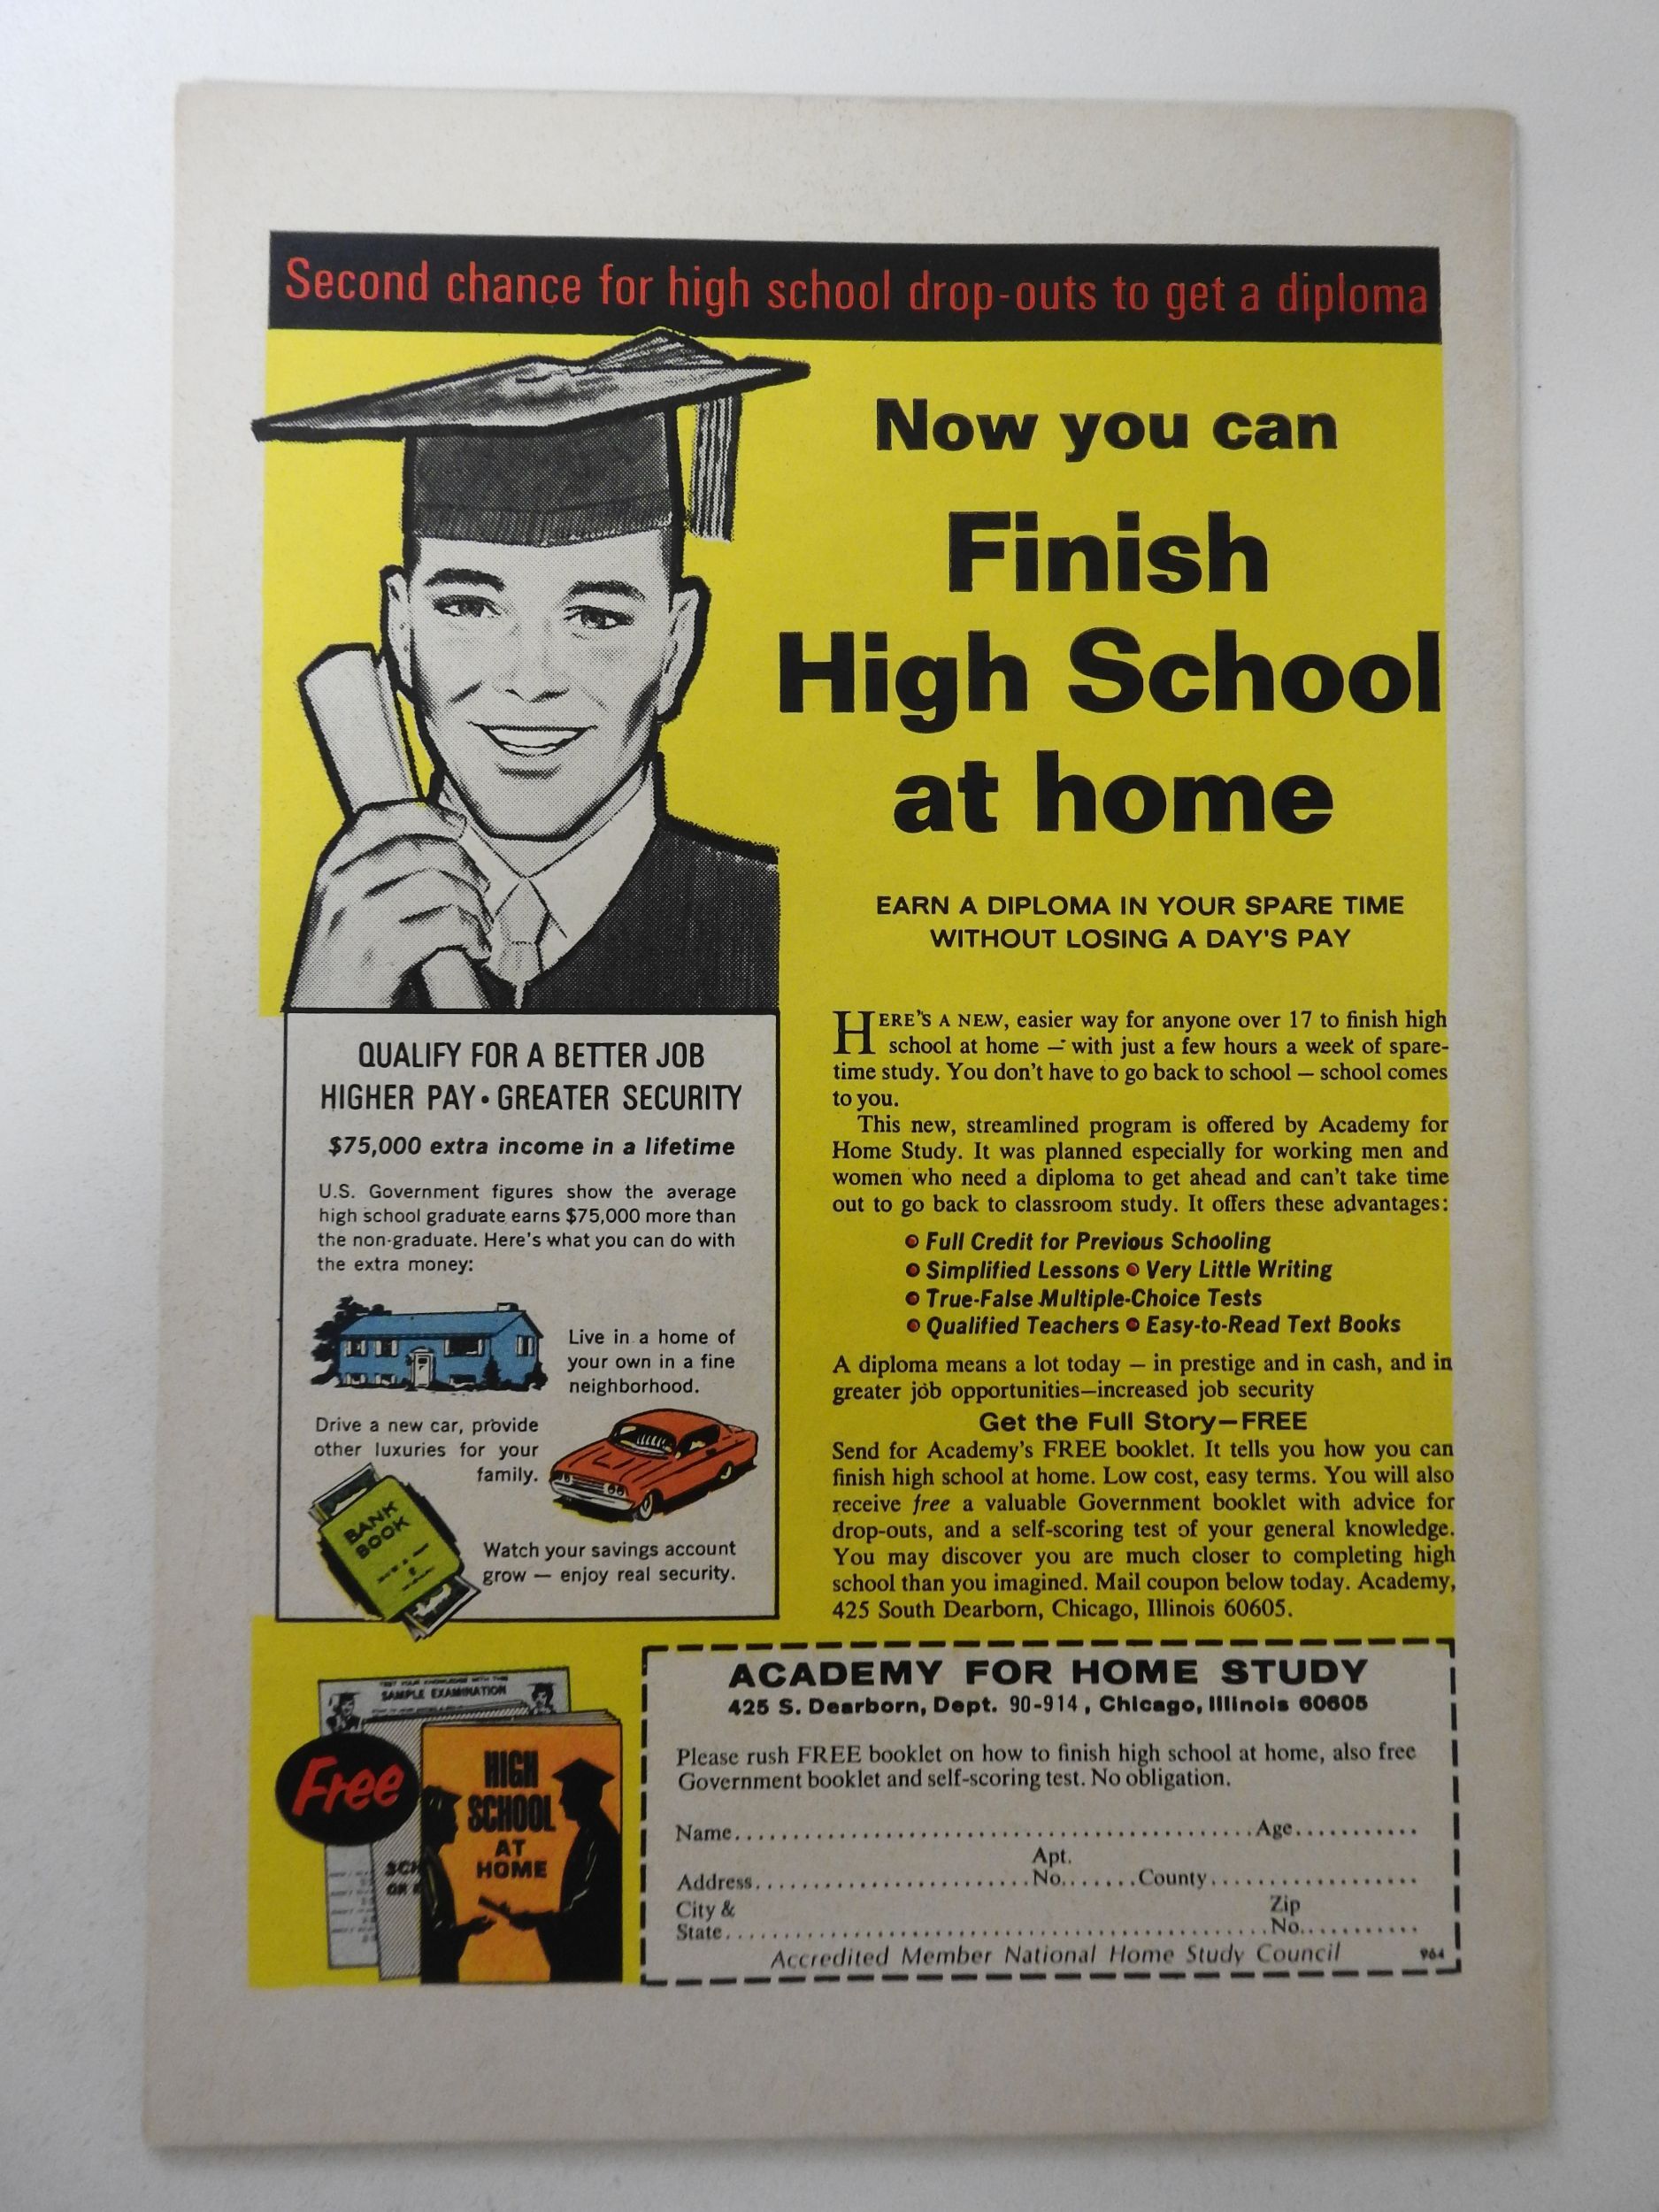 Second chance for high school drop-outs to get a diploma
Now you can
Finish
High School
at home
EARN A DIPLOMA IN YOUR SPARE TIME
WITHOUT LOSING A DAY'S PAY
QUALIFY FOR A BETTER JOB
HIGHER PAY • GREATER SECURITY
$75,000 extra income in a lifetime
U.S. Government figures show the average
high school graduate earns $75,000 more than
the non-graduate. Here's what you can do with
the extra money:
Live in a home of
your own in a fine
neighborhood.
Drive a new car, provide
other luxuries for your
family.
BANK
BOOK
Watch your savings account
grow — enjoy real security.
HERE'S A NEW, easier way for anyone over 17 to finish high
school at home — with just a few hours a week of spare-
time study. You don't have to go back to school — school comes
to you.
This new, streamlined program is offered by Academy for
Home Study. It was planned especially for working men and
women who need a diploma to get ahead and can't take time
out to go back to classroom study. It offers these advantages:
• Full Credit for Previous Schooling
• Simplified Lessons • Very Little Writing
• True-False Multiple-Choice Tests
• Qualified Teachers • Easy-to-Read Text Books
A diploma means a lot today — in prestige and in cash, and in
greater job opportunities—increased job security
Get the Full Story—FREE
Send for Academy's FREE booklet. It tells you how you can
finish high school at home. Low cost, easy terms. You will also
receive free a valuable Government booklet with advice for
drop-outs, and a self-scoring test of your general knowledge.
You may discover you are much closer to completing high
school than you imagined. Mail coupon below today. Academy,
425 South Dearborn, Chicago, Illinois 60605.
TEST YOUR KNOWLEDGE WITH THIS
SAMPLE EXAMINATION
Free
SCH
OR
HIGH
SCHOOL
AT
HOME
ACADEMY FOR HOME STUDY
425 S. Dearborn, Dept. 90-914, Chicago, Illinois 60605
Please rush FREE booklet on how to finish high school at home, also free
Government booklet and self-scoring test. No obligation.
Name............................................Age...........
Apt.
Address........................No.......County..................
City & Zip
State..............................................No...........
Accredited Member National Home Study Council 964